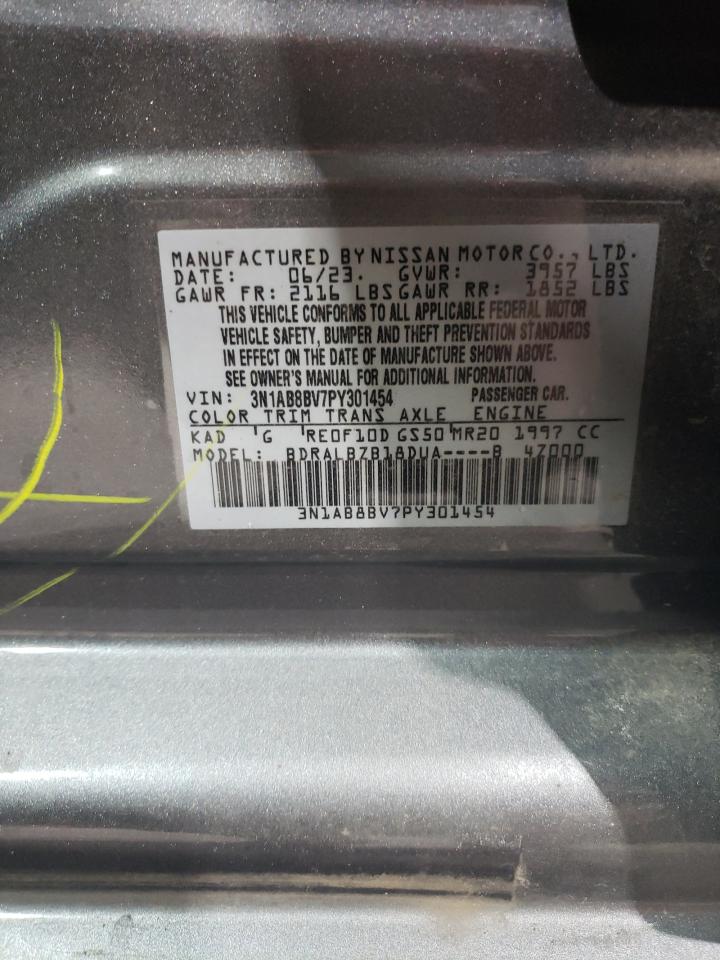 MANUFACTURED BY NISSAN MOTOR CO., LTD.
DATE: 06/23. GVWR: 3957 LBS
GAWR FR: 2116 LBS GAWR RR: 1852 LBS
THIS VEHICLE CONFORMS TO ALL APPLICABLE FEDERAL MOTOR
VEHICLE SAFETY, BUMPER AND THEFT PREVENTION STANDARDS
IN EFFECT ON THE DATE OF MANUFACTURE SHOWN ABOVE.
SEE OWNER'S MANUAL FOR ADDITIONAL INFORMATION.
VIN: 3N1AB8BV7PY301454 PASSENGER CAR.
COLOR TRIM TRANS AXLE ENGINE
KAD G RE0F10D GS50 MR20 1997 CC
MODEL: BDRALBZB18DUA----B 47000
3N1AB8BV7PY301454